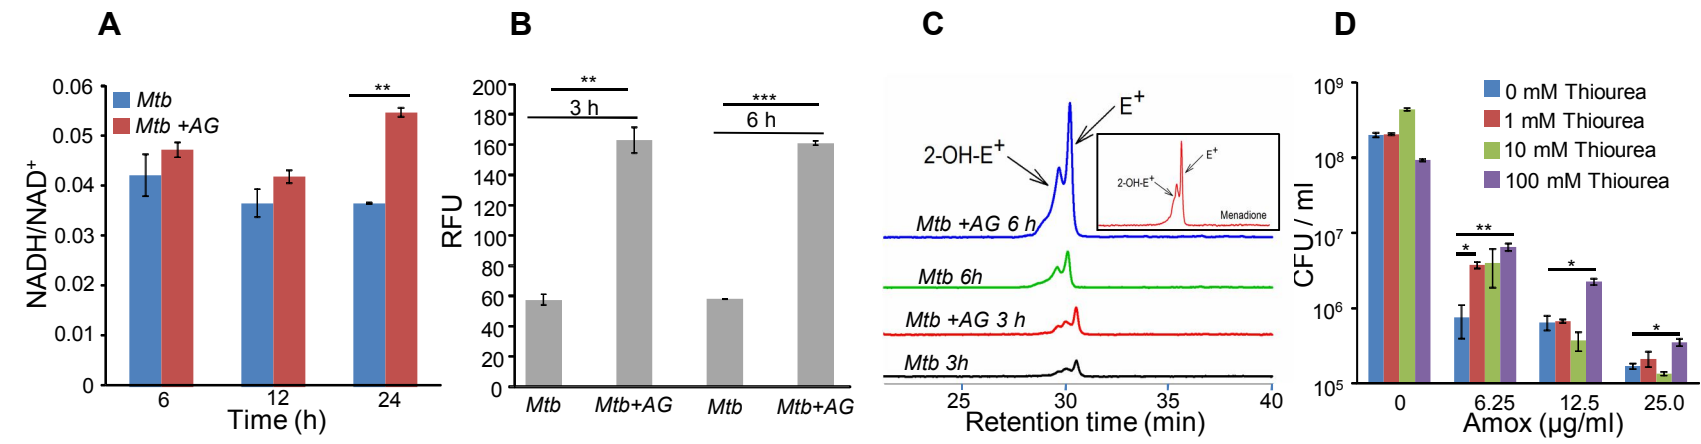 A
NADH/NAD+
0.06
0.05
0.04
0.03
0.02
0.01
0
Mtb
Mtb +AG
**
6
12
24
Time (h)
B
RFU
200
180
160
140
120
100
80
60
40
20
0
**
3 h
***
6 h
Mtb
Mtb+AG
Mtb
Mtb+AG
C
E+
2-OH-E+
Mtb +AG 6 h
Mtb 6h
Mtb +AG 3 h
Mtb 3h
E+
2-OH-E+
Menadione
25
30
35
40
Retention time (min)
D
CFU / ml
10⁹
10⁸
10⁷
10⁶
10⁵
0 mM Thiourea
1 mM Thiourea
10 mM Thiourea
100 mM Thiourea
**
*
*
*
0
6.25
12.5
25.0
Amox (µg/ml)